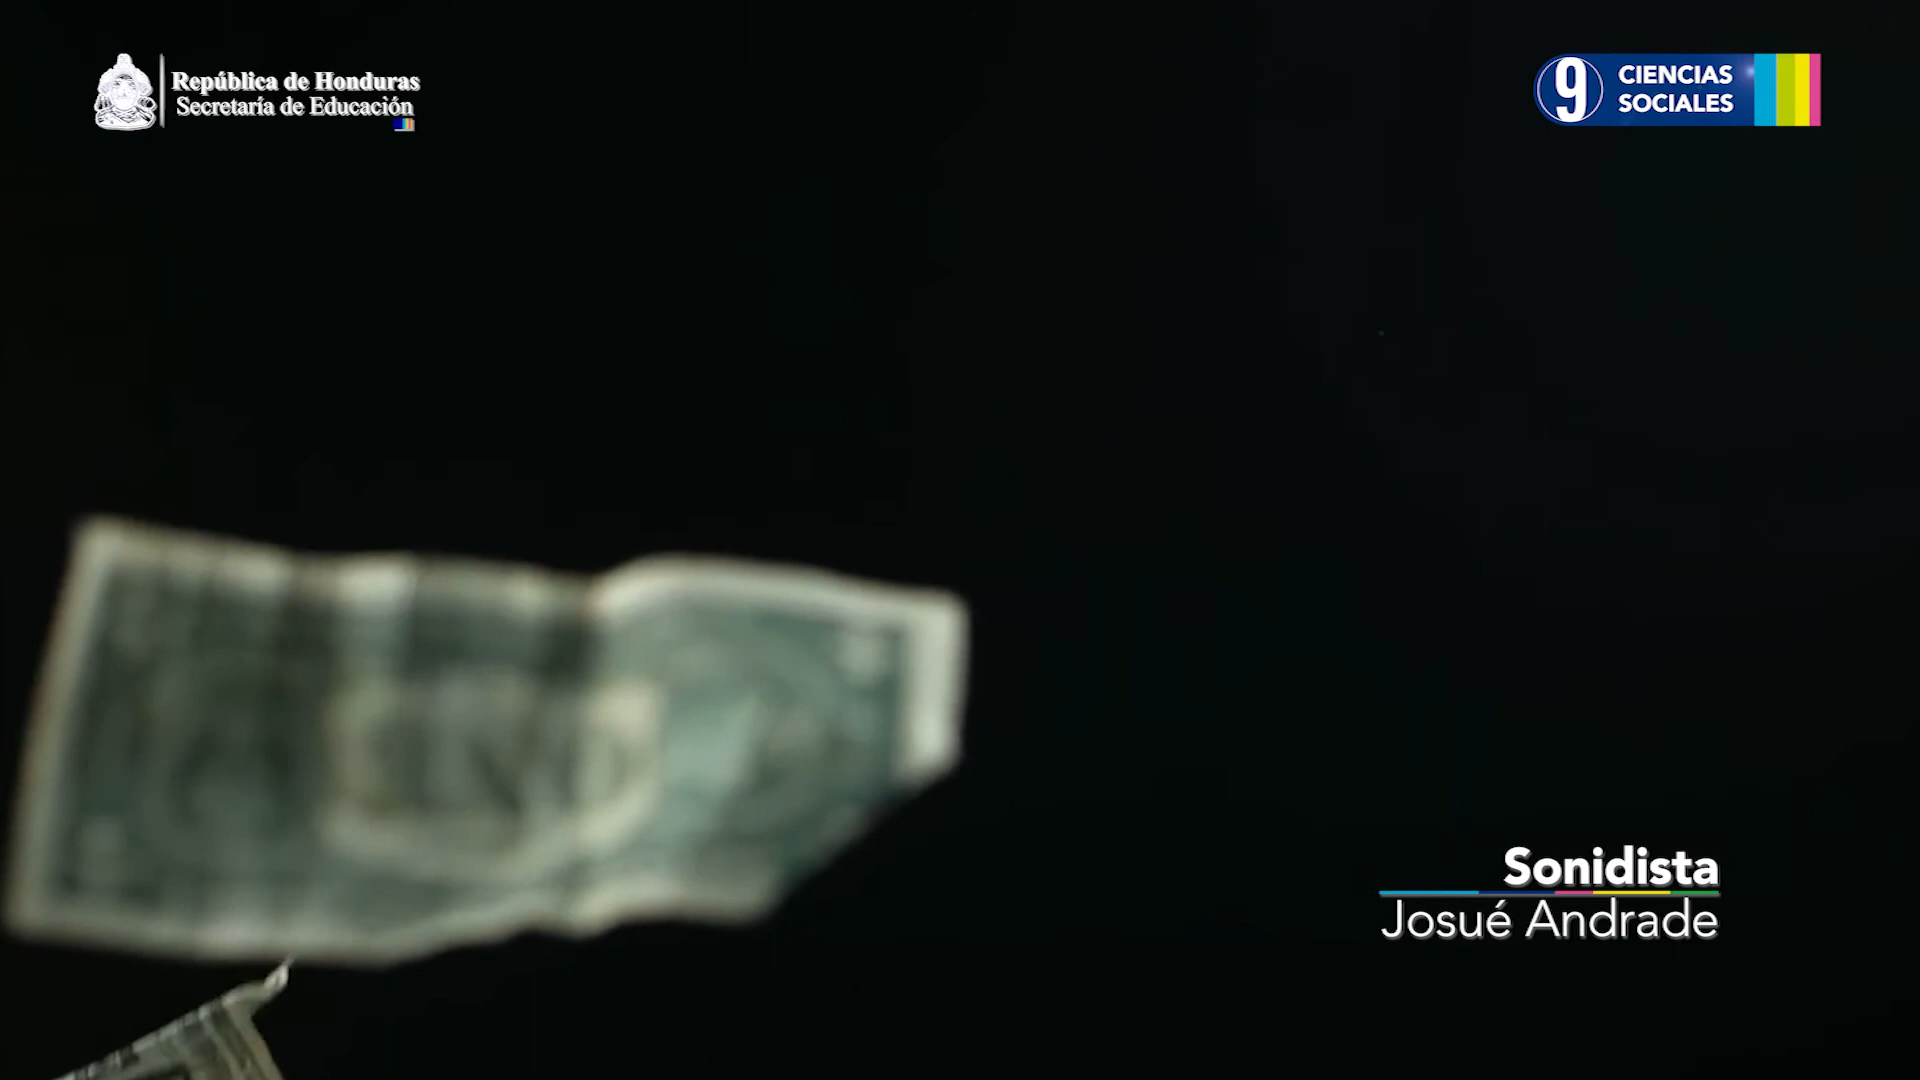 República de Honduras
Secretaría de Educación
9
CIENCIAS
SOCIALES
Sonidista
Josué Andrade